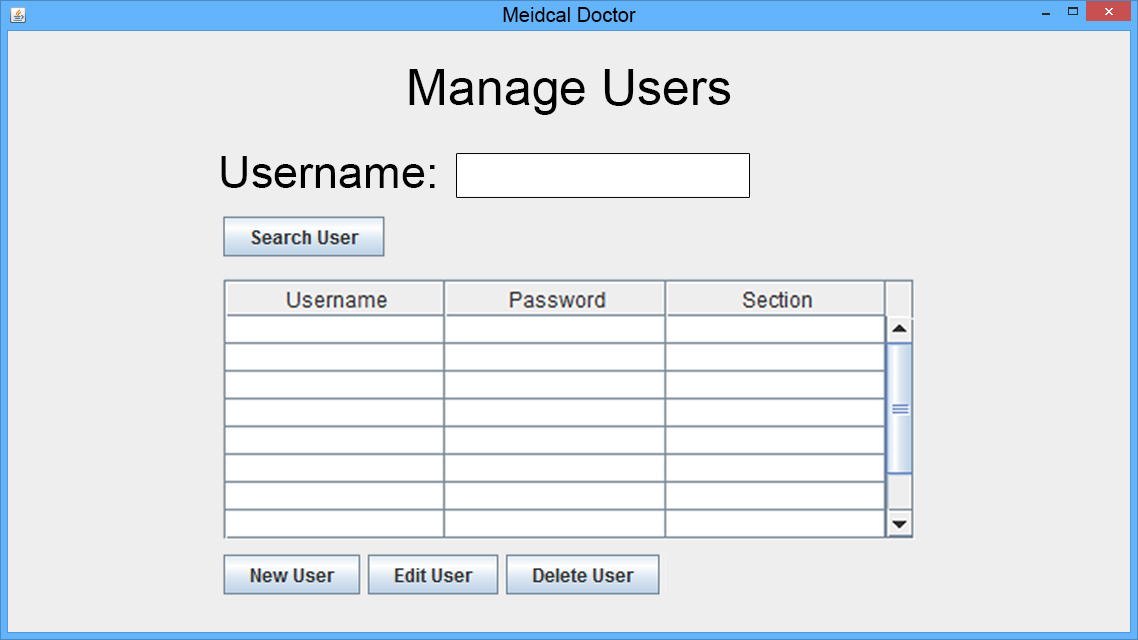 Meidcal Doctor
Manage Users
Username:
Search User
Username Password Section
New User Edit User Delete User